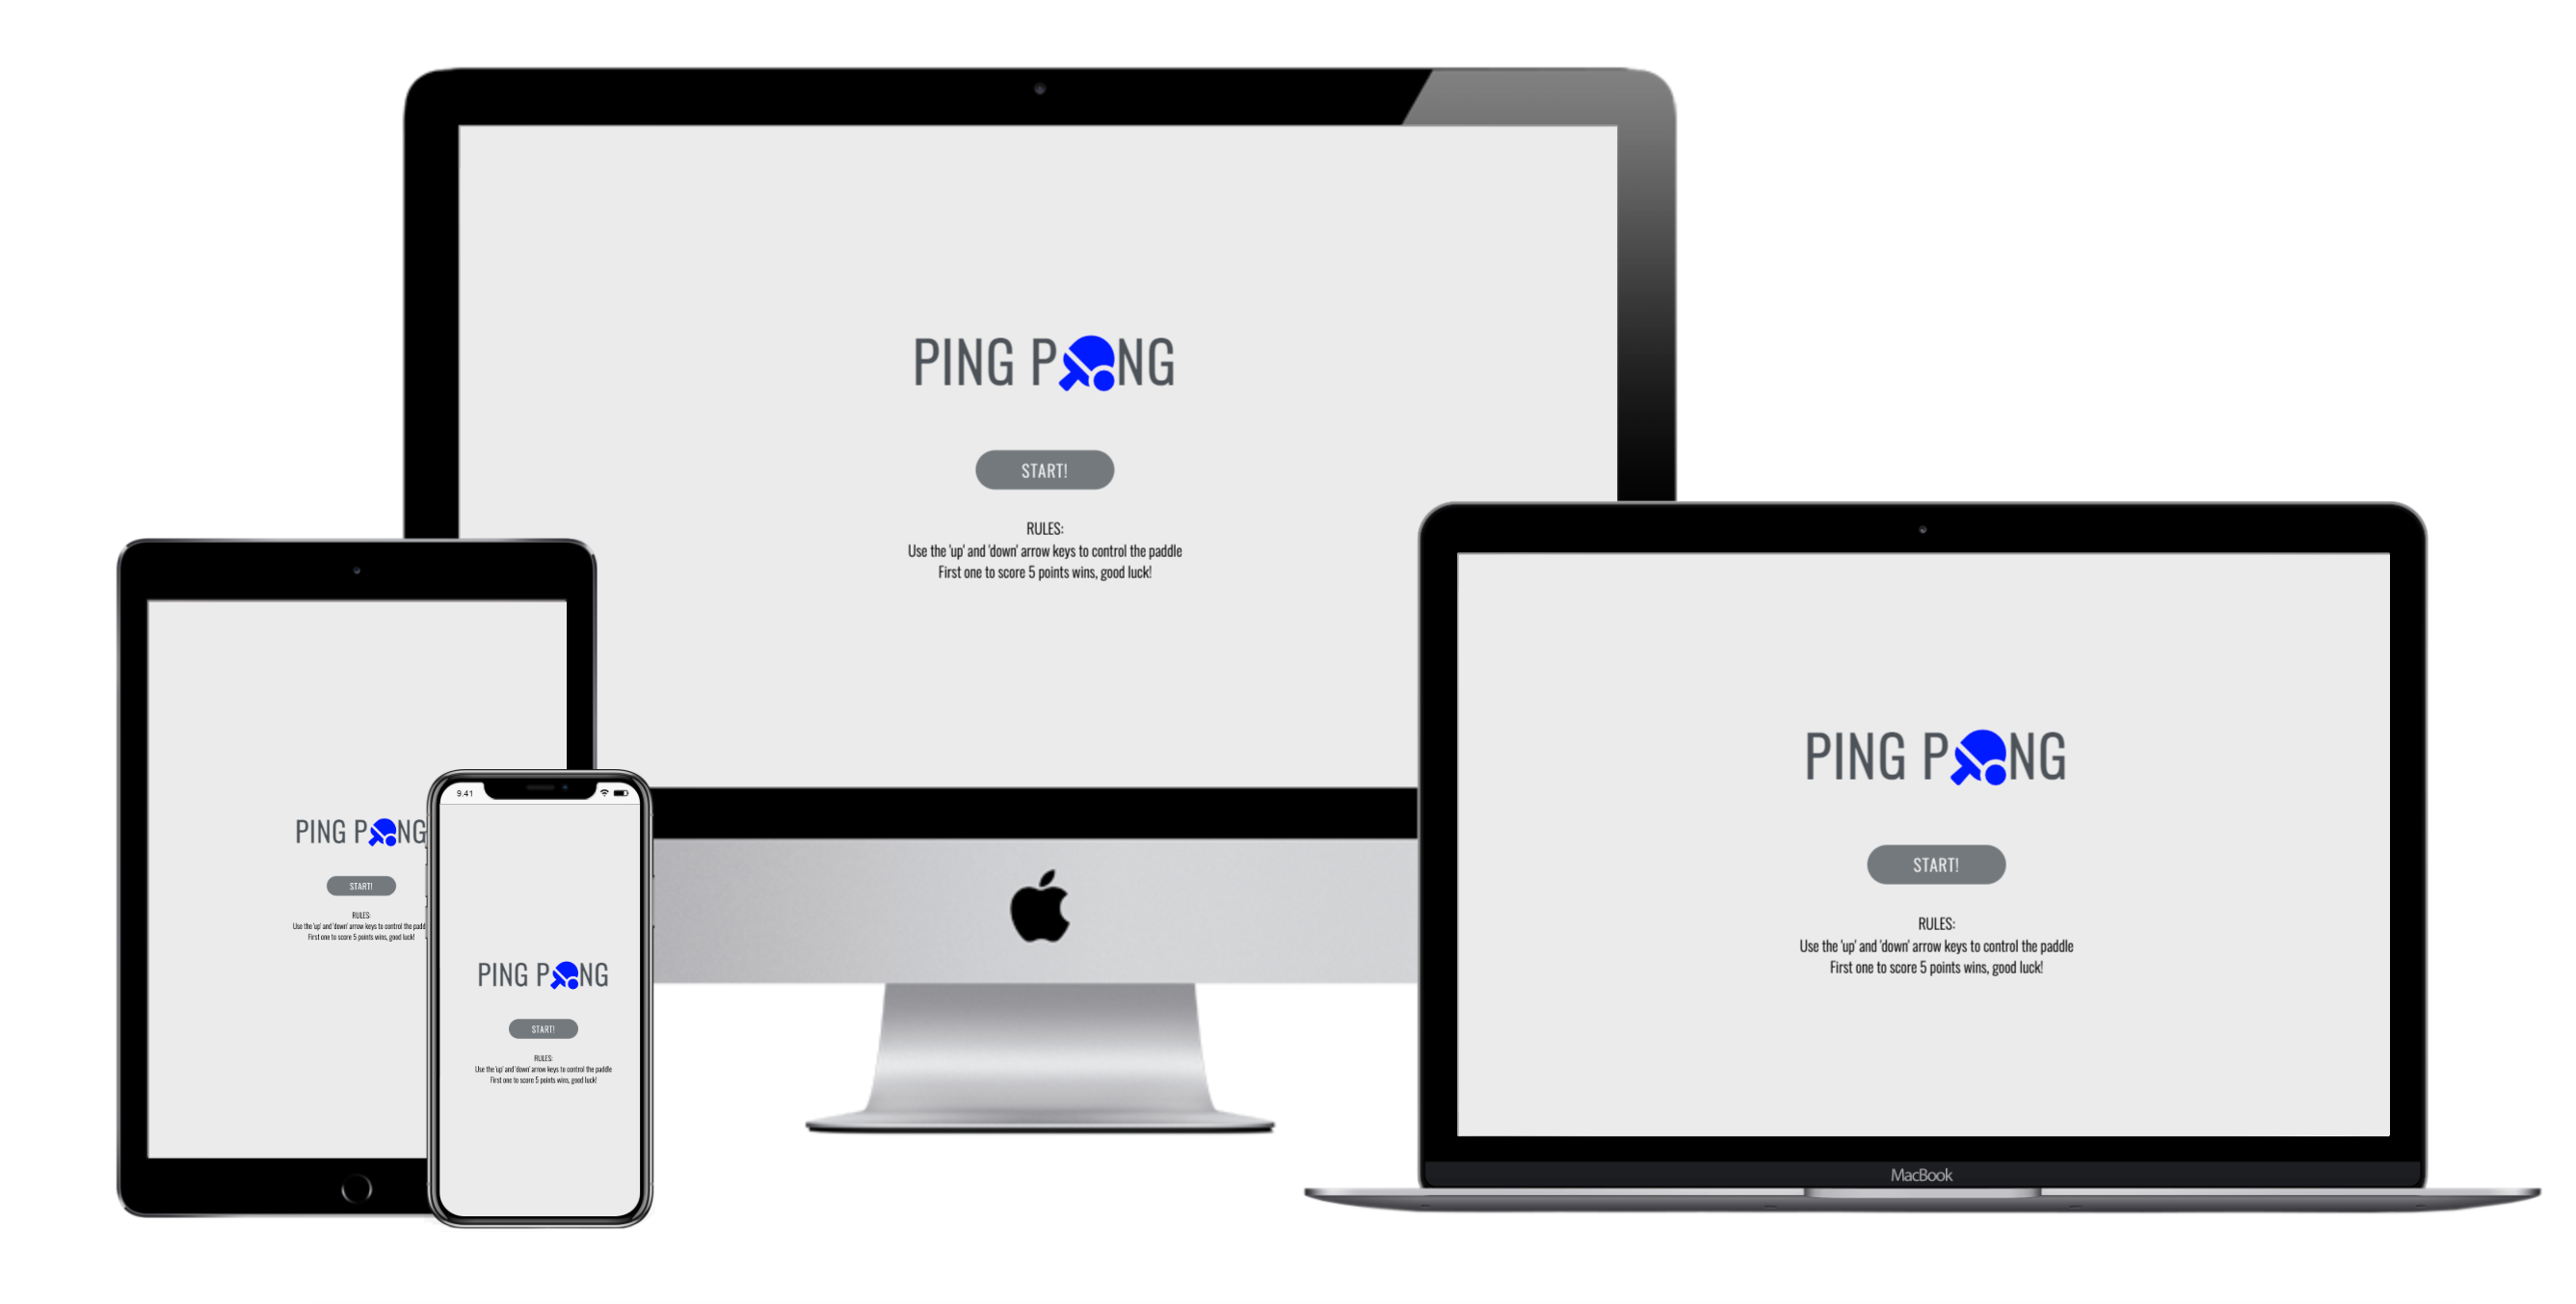 PING PONG
START!
RULES:
Use the 'up' and 'down' arrow keys to control the paddle
First one to score 5 points wins, good luck!
PING PONG
START!
RULES:
Use the 'up' and 'down' arrow keys to control the padd
First one to score 5 points wins, good luck!
9.41
PING PONG
START!
RULES:
Use the 'up' and 'down' arrow keys to control the paddle
First one to score 5 points wins, good luck!
PING PONG
START!
RULES:
Use the 'up' and 'down' arrow keys to control the paddle
First one to score 5 points wins, good luck!
MacBook